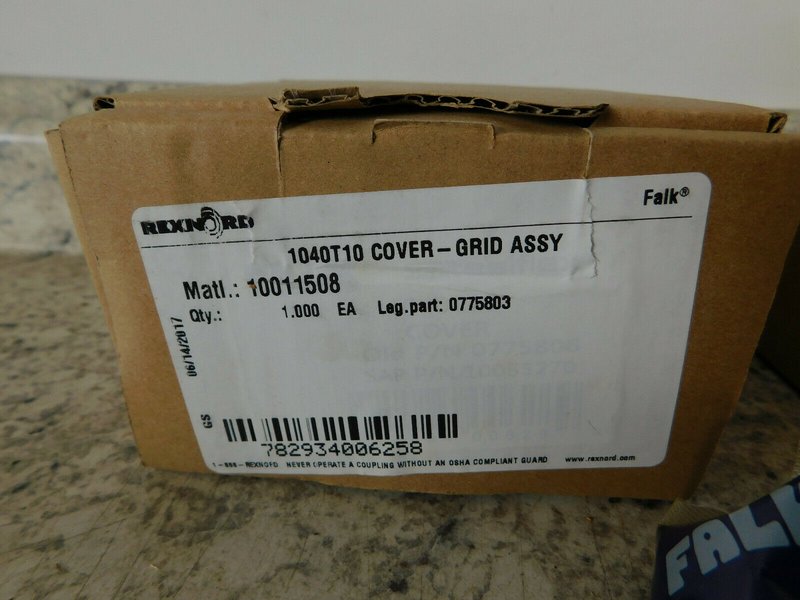 REXNORD
Falk®
1040T10 COVER-GRID ASSY
Matl.: 10011508
Qty.: 1.000 EA Leg.part: 0775803
06/14/2017
GS
782934006258
1-888-REXNORD NEVER OPERATE A COUPLING WITHOUT AN OSHA COMPLIANT GUARD www.rexnord.com
FALK